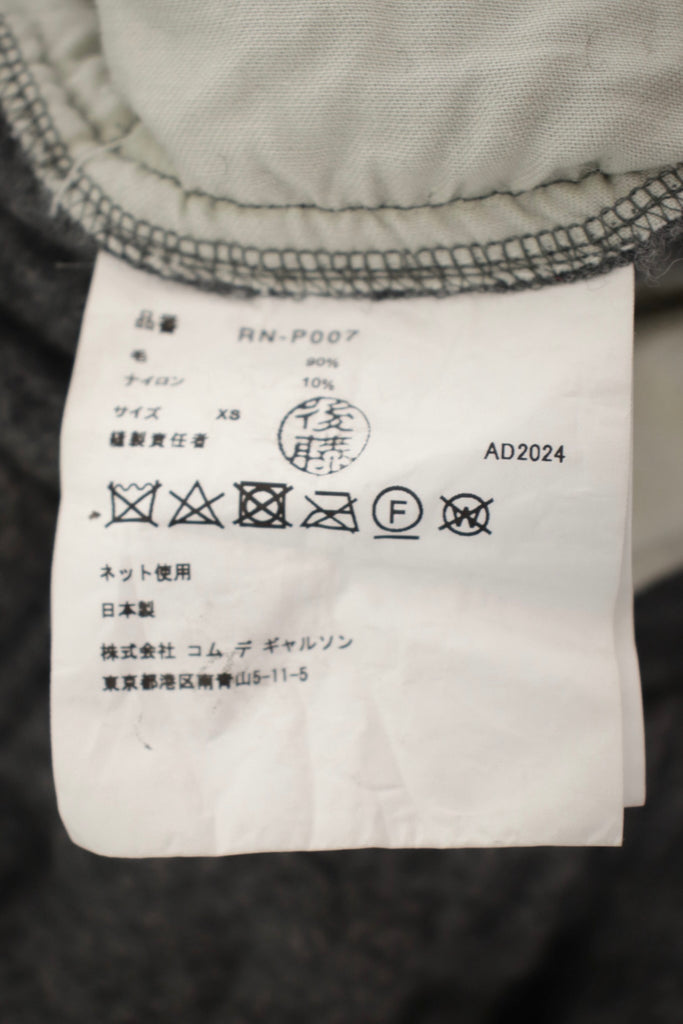 品番 RN-P007
毛 90%
ナイロン 10%
サイズ XS
縫製責任者 後藤
AD2024
F
W
ネット使用
日本製
株式会社 コム デ ギャルソン
東京都港区南青山5-11-5